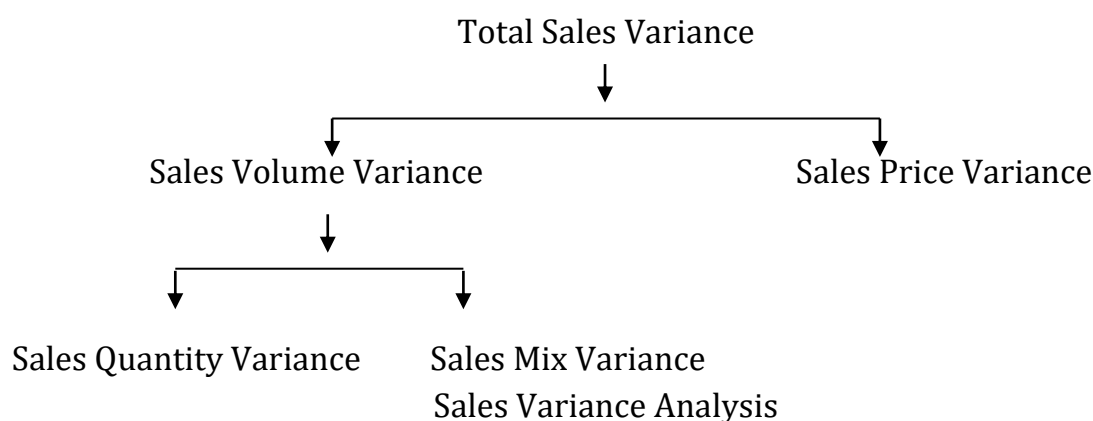 Total Sales Variance
Sales Volume Variance Sales Price Variance
Sales Quantity Variance Sales Mix Variance
Sales Variance Analysis